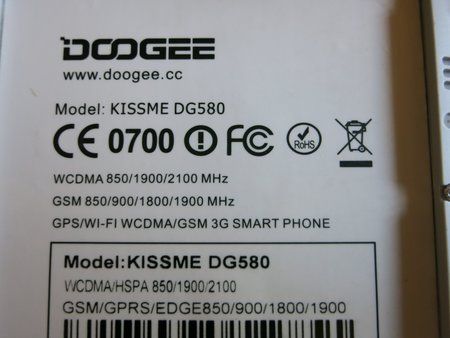 DOOGEE
www.doogee.cc
Model: KISSME DG580
CE 0700 FC RoHS
WCDMA 850/1900/2100 MHz
GSM 850/900/1800/1900 MHz
GPS/WI-FI WCDMA/GSM 3G SMART PHONE
Model:KISSME DG580
WCDMA/HSPA 850/1900/2100
GSM/GPRS/EDGE850/900/1800/1900